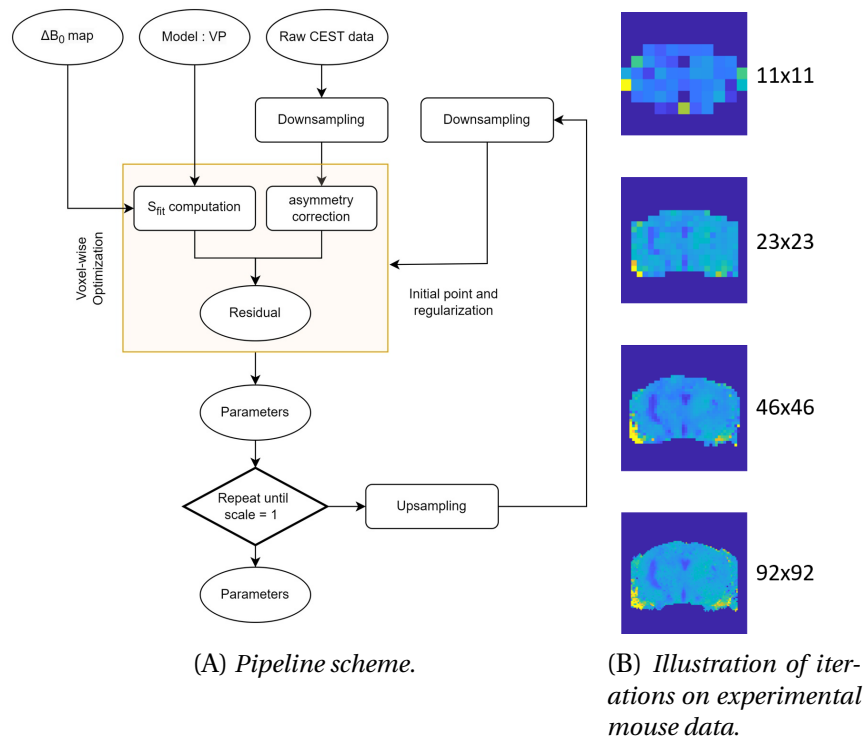 ΔB₀ map
Model : VP
Raw CEST data
Downsampling
Downsampling
S_fit computation
asymmetry
correction
Voxel-wise
Optimization
Residual
Initial point and
regularization
Parameters
Repeat until
scale = 1
Upsampling
Parameters
(A) Pipeline scheme.
11x11
23x23
46x46
92x92
(B) Illustration of iter-
ations on experimental
mouse data.